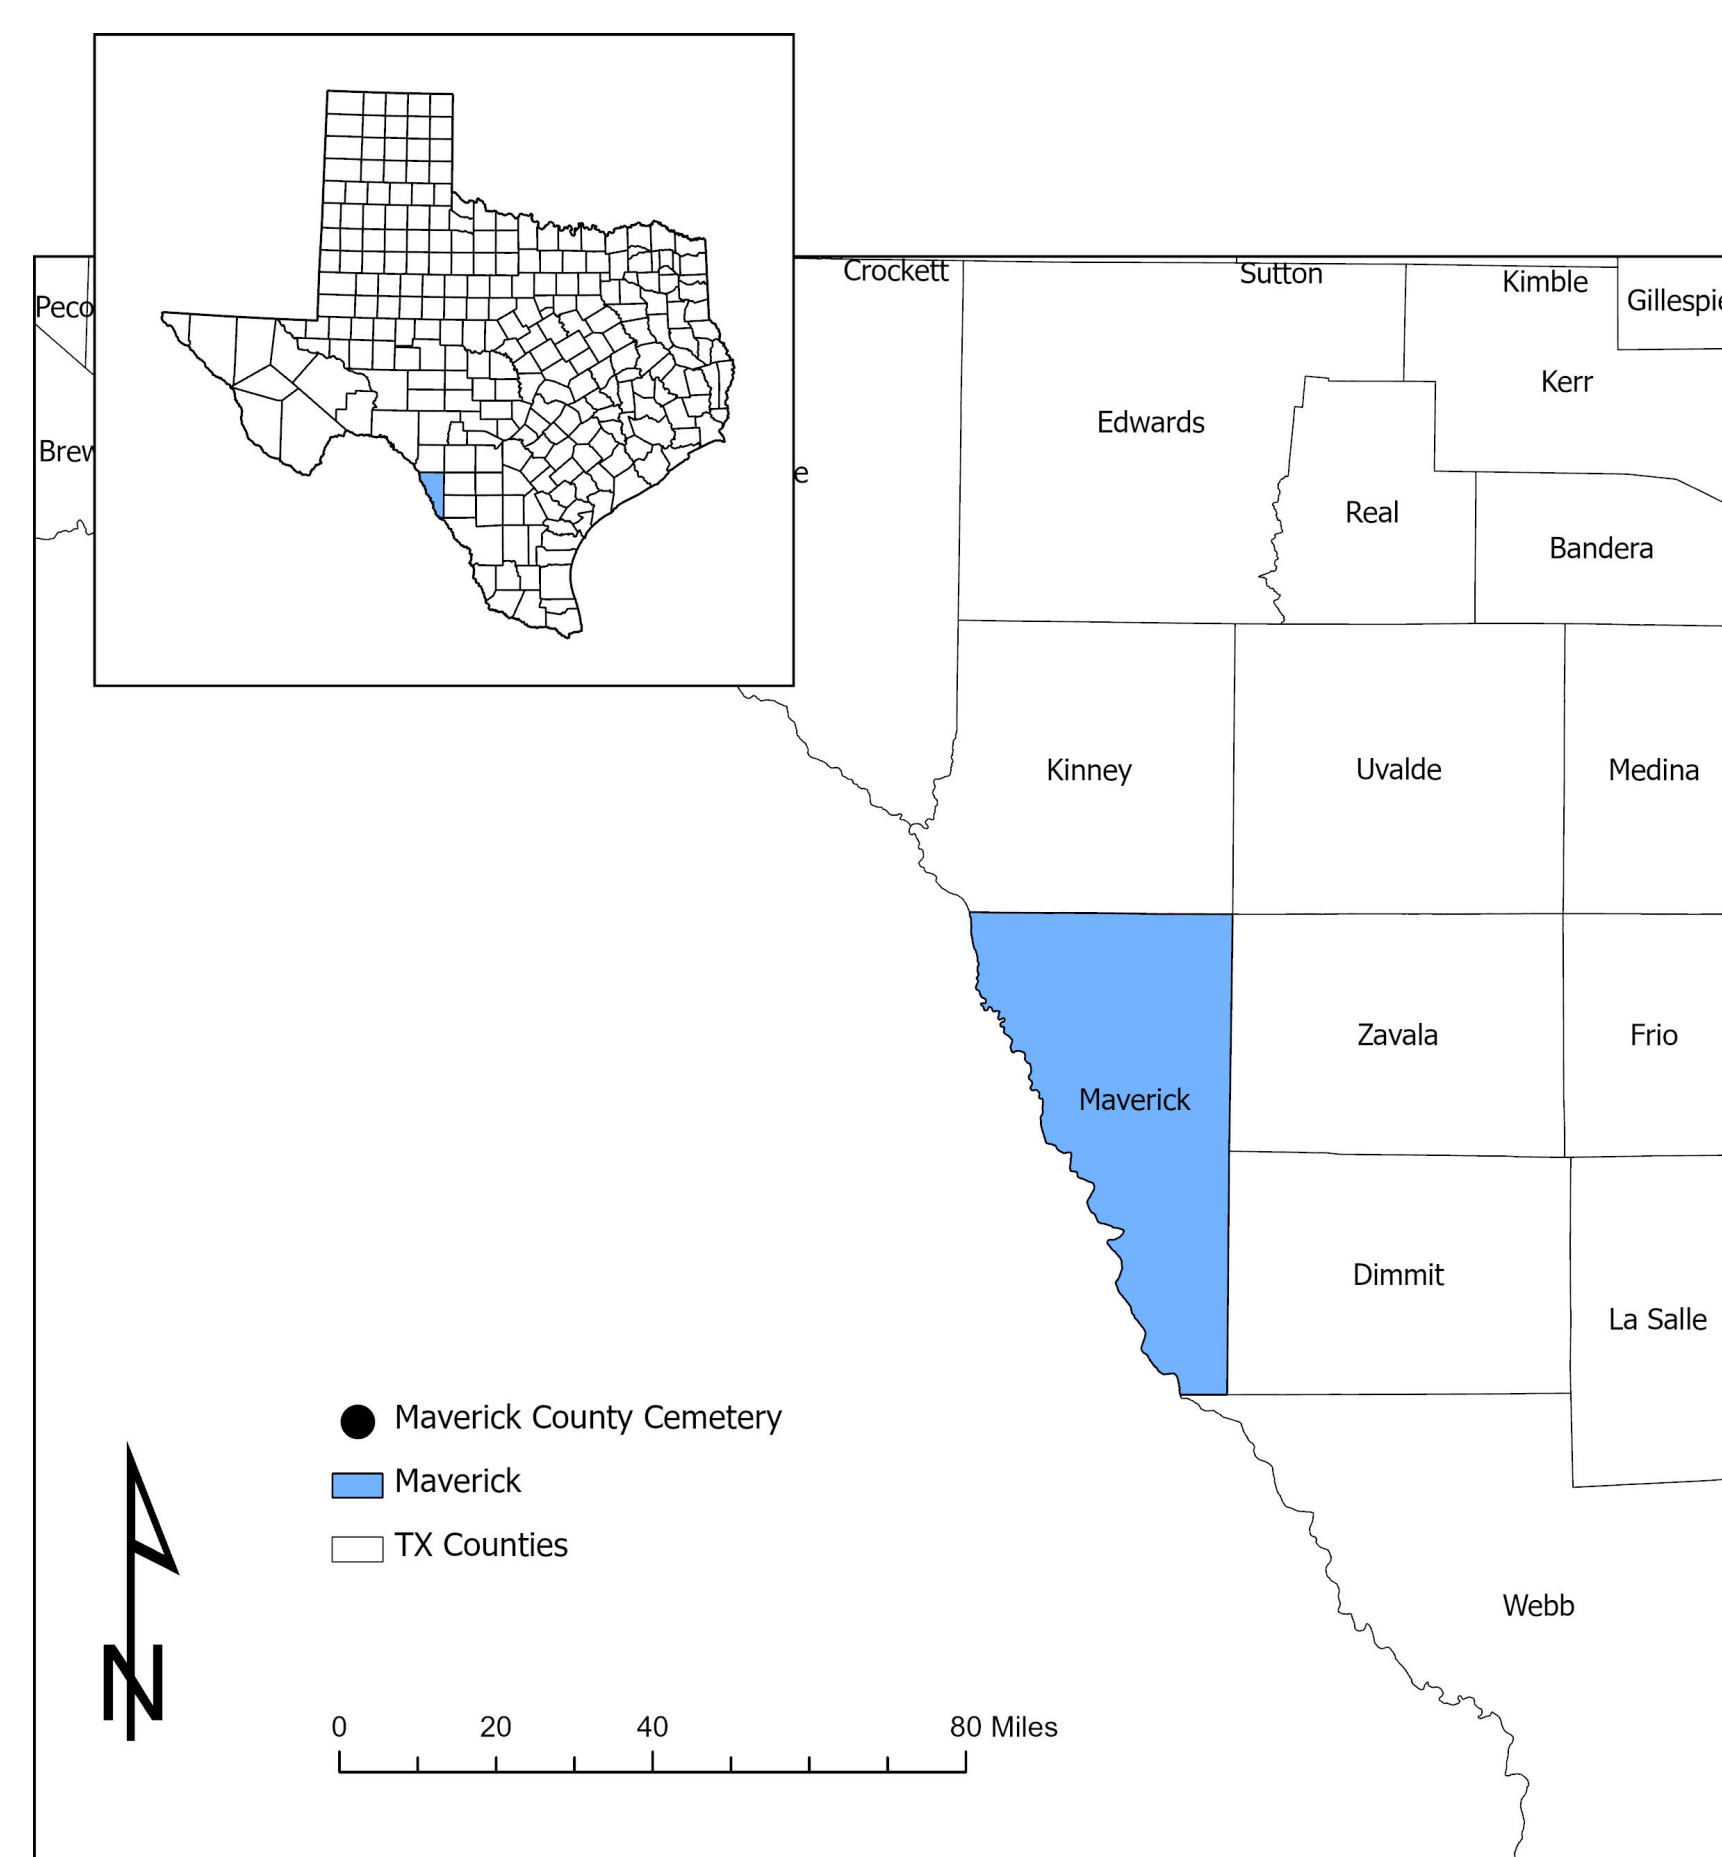 Crockett
Sutton
Kimble
Gillespie
Peco
Kerr
Edwards
Brew
e
Real
Bandera
Kinney
Uvalde
Medina
Zavala
Frio
Maverick
Dimmit
La Salle
Maverick County Cemetery
Maverick
TX Counties
Webb
N
0 20 40 80 Miles